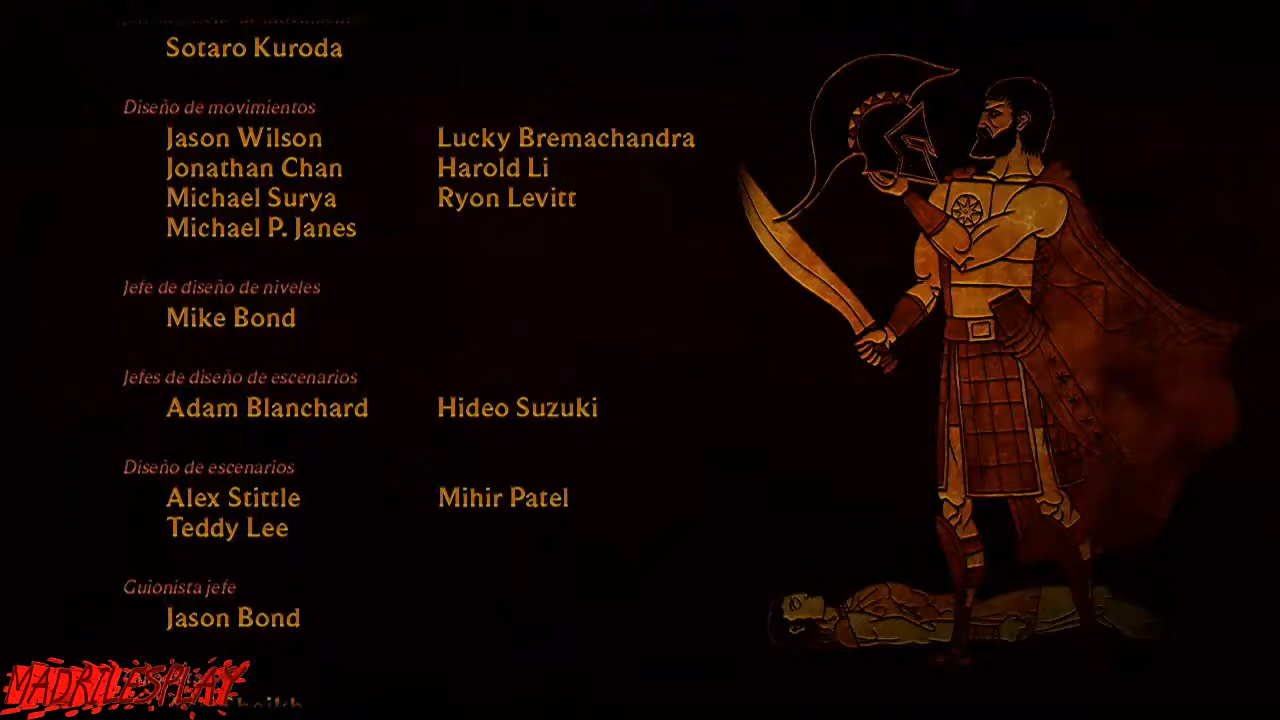 Sotaro Kuroda
Diseño de movimientos
Jason Wilson
Lucky Bremachandra
Jonathan Chan
Harold Li
Michael Surya
Ryon Levitt
Michael P. Janes
Jefe de diseño de niveles
Mike Bond
Jefes de diseño de escenarios
Adam Blanchard
Hideo Suzuki
Diseño de escenarios
Alex Stittle
Mihir Patel
Teddy Lee
Guionista jefe
Jason Bond
MADRILESPLAY